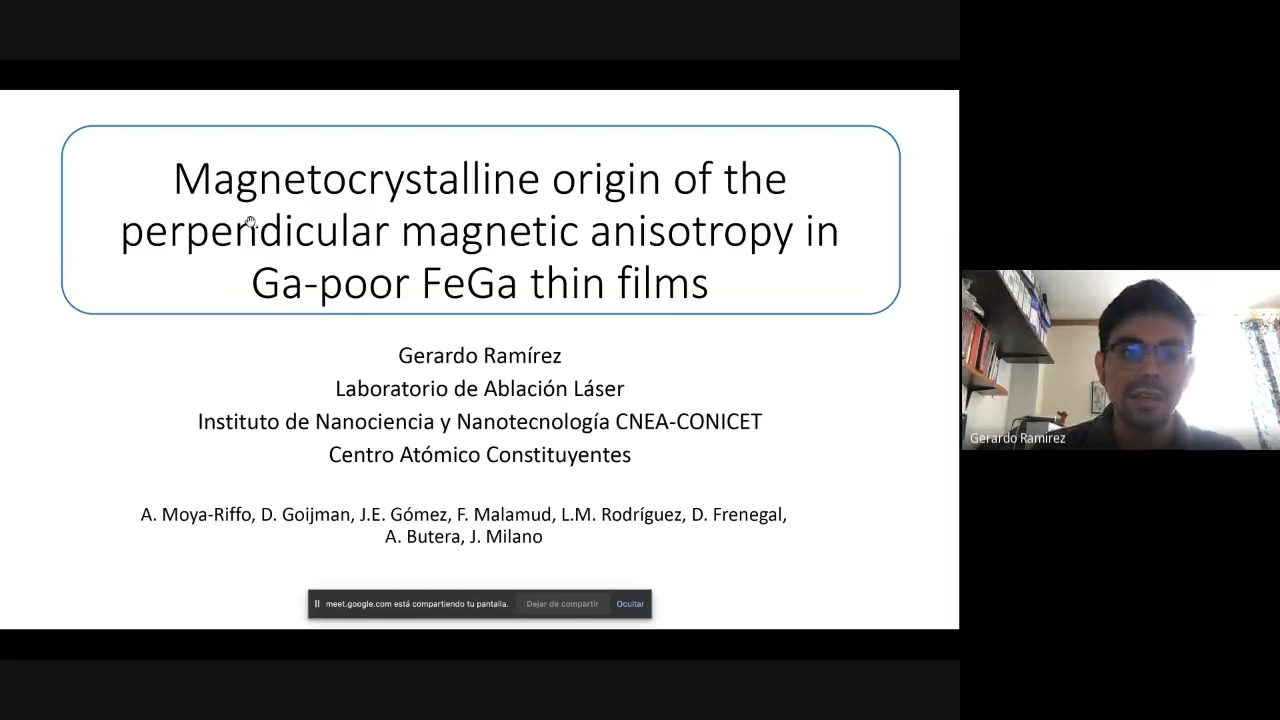 Magnetocrystalline origin of the
perpendicular magnetic anisotropy in
Ga-poor FeGa thin films
Gerardo Ramírez
Laboratorio de Ablación Láser
Instituto de Nanociencia y Nanotecnología CNEA-CONICET
Centro Atómico Constituyentes
A. Moya-Riffo, D. Goijman, J.E. Gómez, F. Malamud, L.M. Rodríguez, D. Frenegal,
A. Butera, J. Milano
meet.google.com está compartiendo tu pantalla. Dejar de compartir Ocultar
Gerardo Ramirez